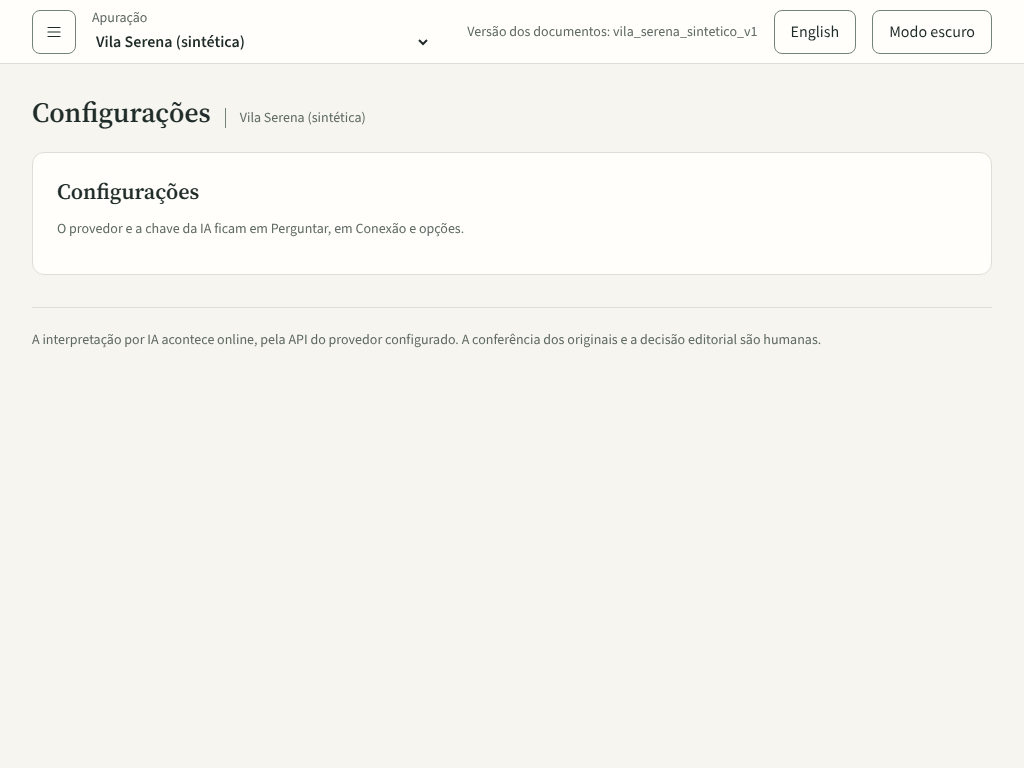 Apuração
Vila Serena (sintética)
Versão dos documentos: vila_serena_sintetico_v1
English
Modo escuro
Configurações
Vila Serena (sintética)
Configurações
O provedor e a chave da IA ficam em Perguntar, em Conexão e opções.
A interpretação por IA acontece online, pela API do provedor configurado. A conferência dos originais e a decisão editorial são humanas.